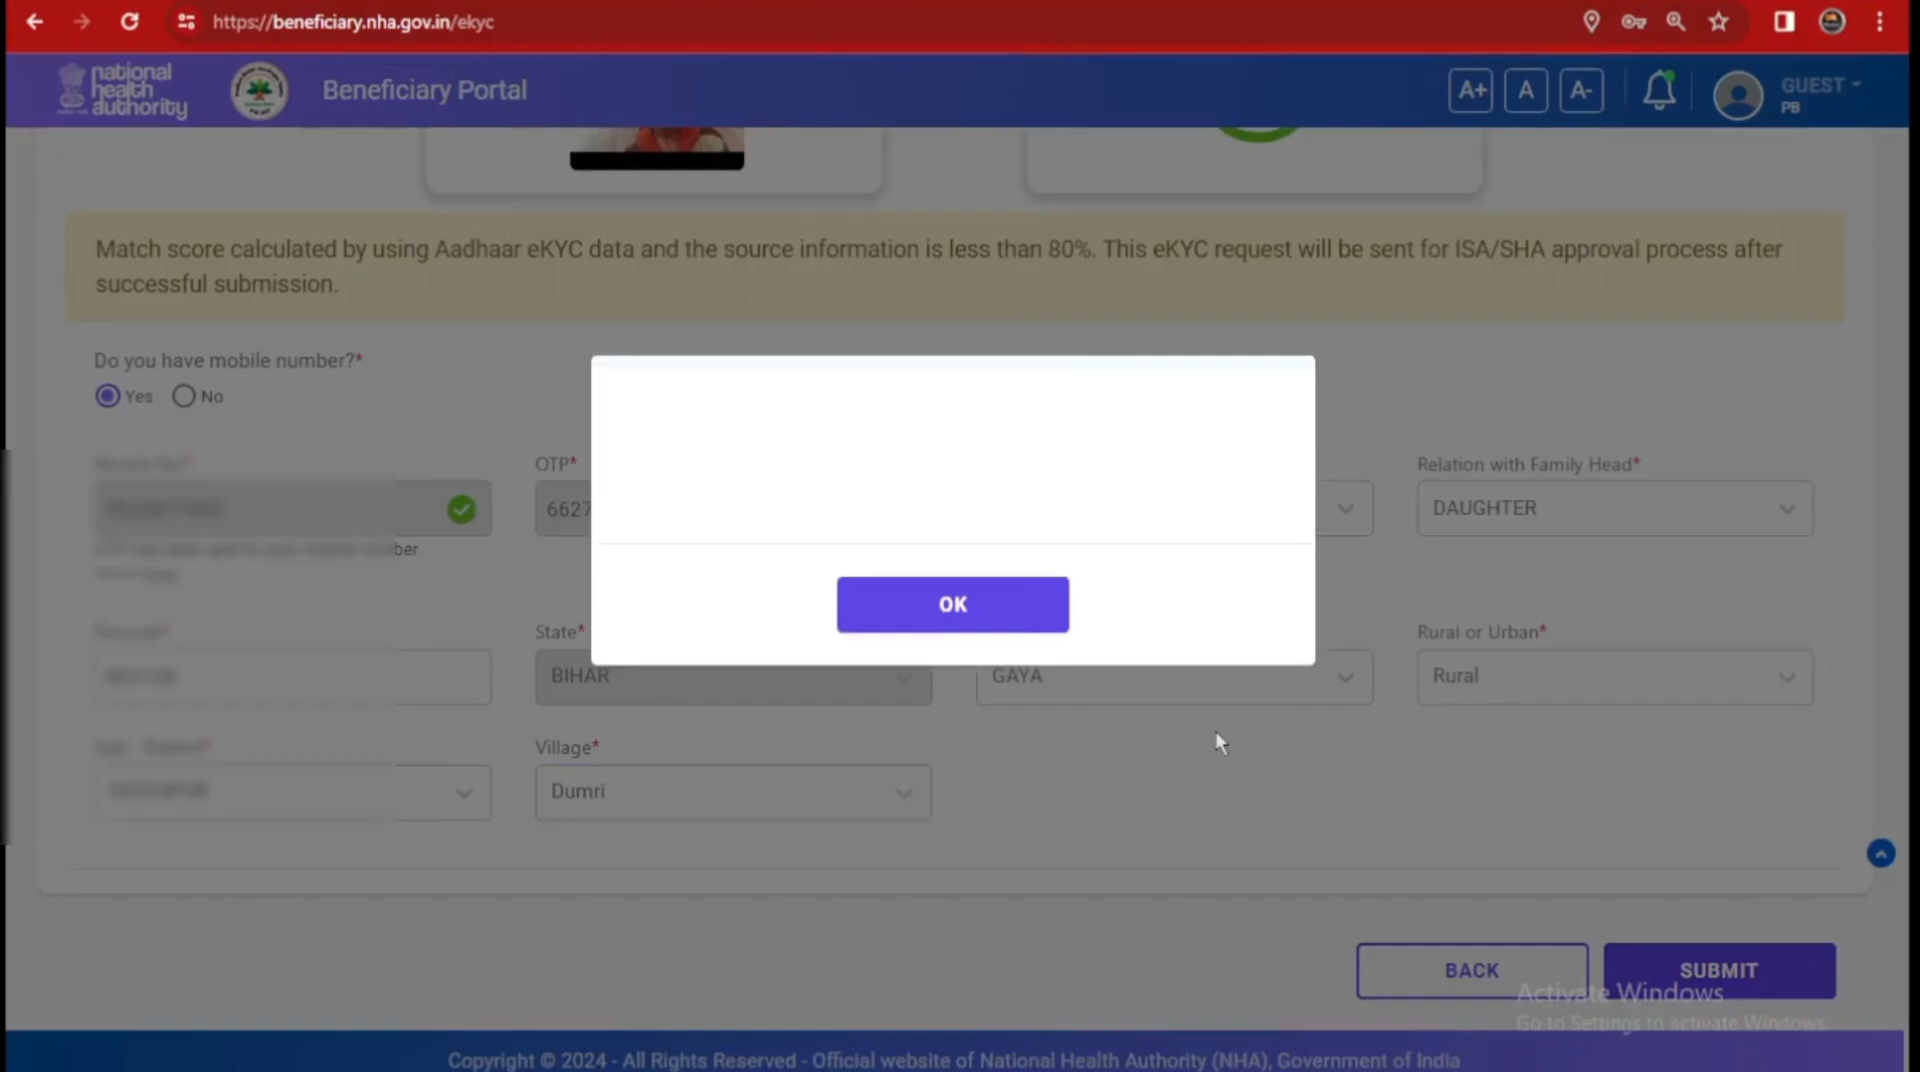 https://beneficiary.nha.gov.in/ekyc
national
health
authority
Beneficiary Portal
A+ A A-
GUEST
PB
Match score calculated by using Aadhaar eKYC data and the source information is less than 80%. This eKYC request will be sent for ISA/SHA approval process after
successful submission.
Do you have mobile number?*
Yes No
OTP*
Relation with Family Head*
6627
DAUGHTER
OK
State*
Rural or Urban*
BIHAR
GAYA
Rural
Village*
Dumri
BACK
SUBMIT
Activate Windows
Go to Settings to activate Windows.
Copyright © 2024 - All Rights Reserved - Official website of National Health Authority (NHA), Government of India